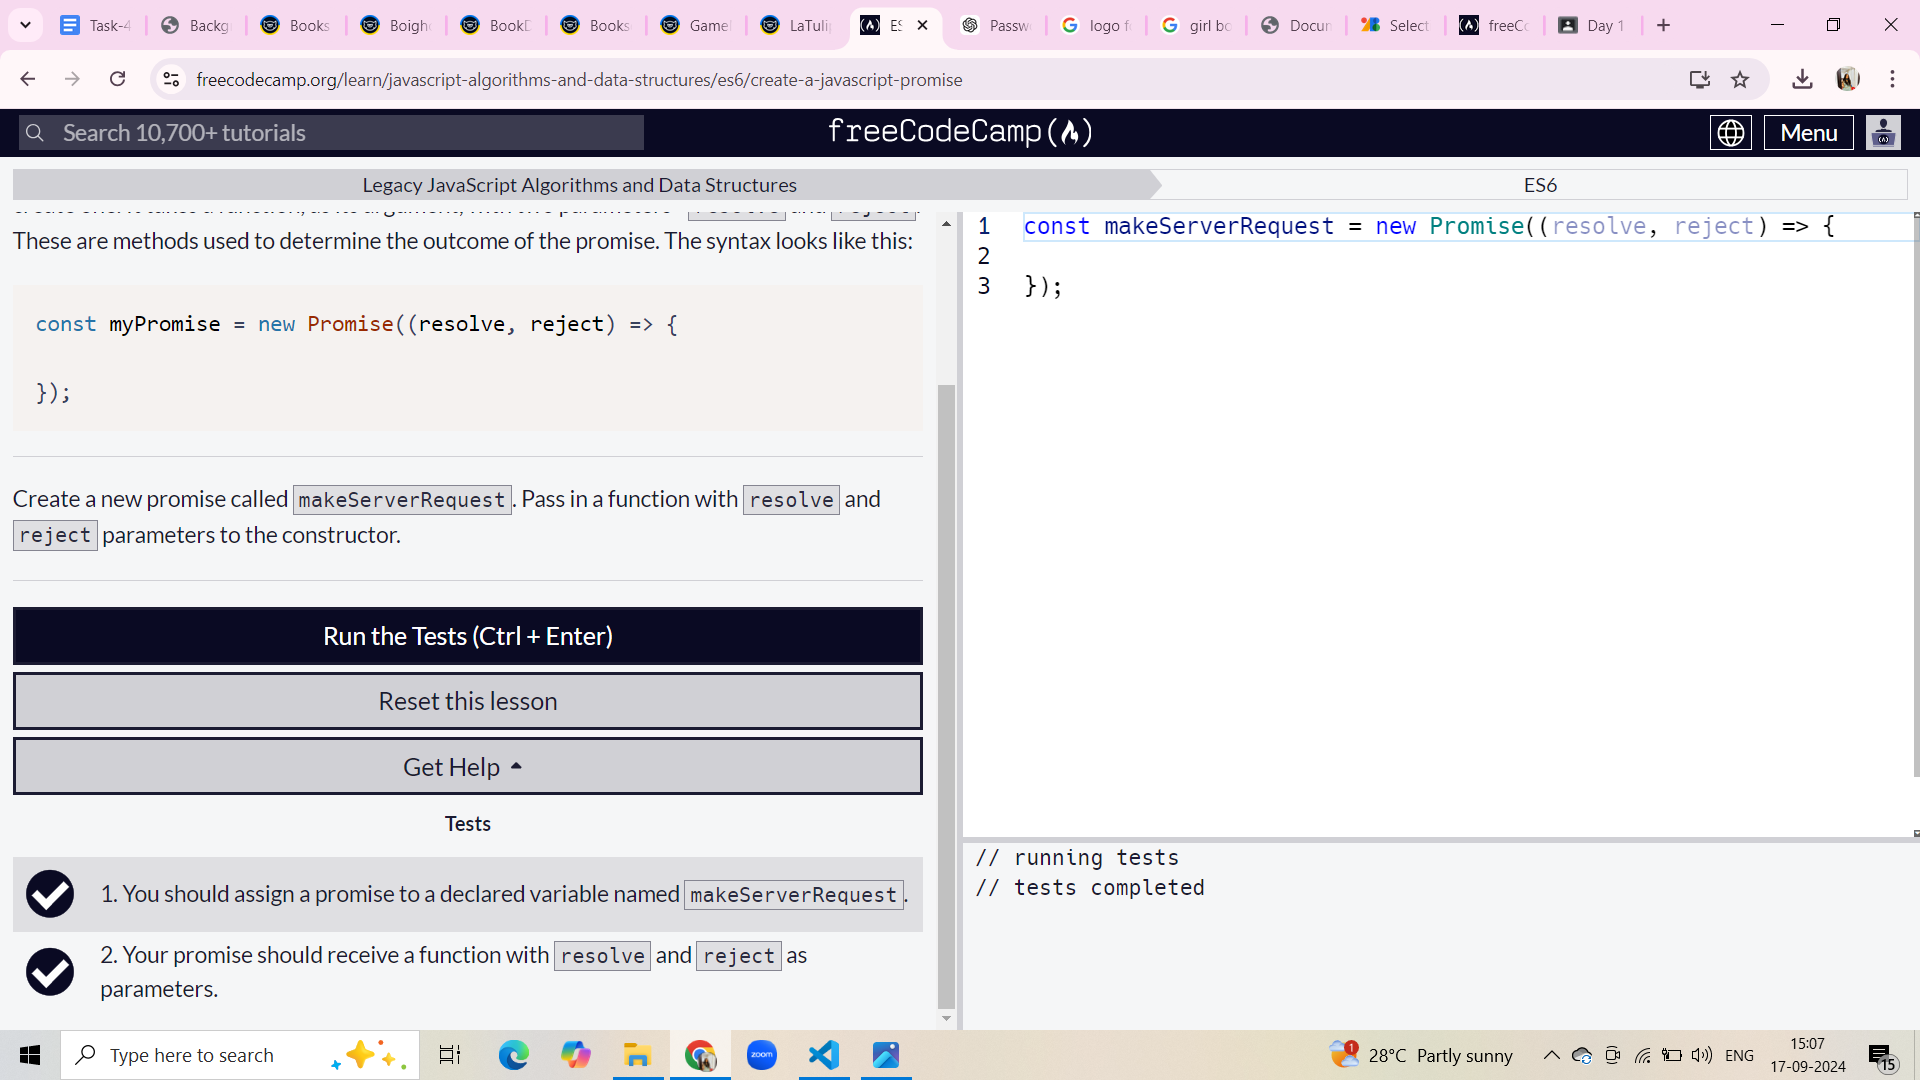 Task-4
Backg
Books
Boigh
BookD
Books
Game
LaTulip
ES
Passw
logo f
girl bo
Docun
Select
freeCo
Day 1
freecodecamp.org/learn/javascript-algorithms-and-data-structures/es6/create-a-javascript-promise
Search 10,700+ tutorials
freeCodeCamp
Menu
Legacy JavaScript Algorithms and Data Structures
ES6
These are methods used to determine the outcome of the promise. The syntax looks like this:
const myPromise = new Promise((resolve, reject) => {
});
Create a new promise called makeServerRequest. Pass in a function with resolve and
reject parameters to the constructor.
Run the Tests (Ctrl + Enter)
Reset this lesson
Get Help
Tests
1. You should assign a promise to a declared variable named makeServerRequest.
2. Your promise should receive a function with resolve and reject as
parameters.
1 const makeServerRequest = new Promise((resolve, reject) => {
2
3 });
// running tests
// tests completed
Type here to search
zoom
1
28°C Partly sunny
ENG
15:07
17-09-2024
15